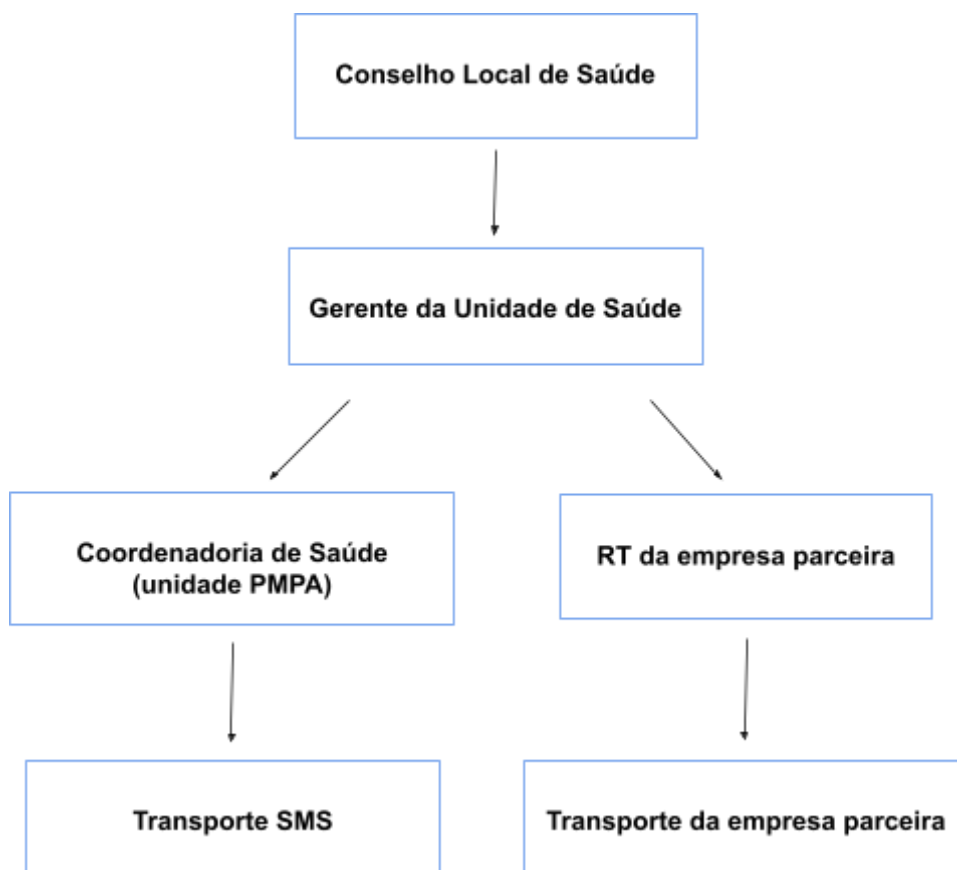 Conselho Local de Saúde
Gerente da Unidade de Saúde
Coordenadoria de Saúde
(unidade PMPA)
RT da empresa parceira
Transporte SMS
Transporte da empresa parceira